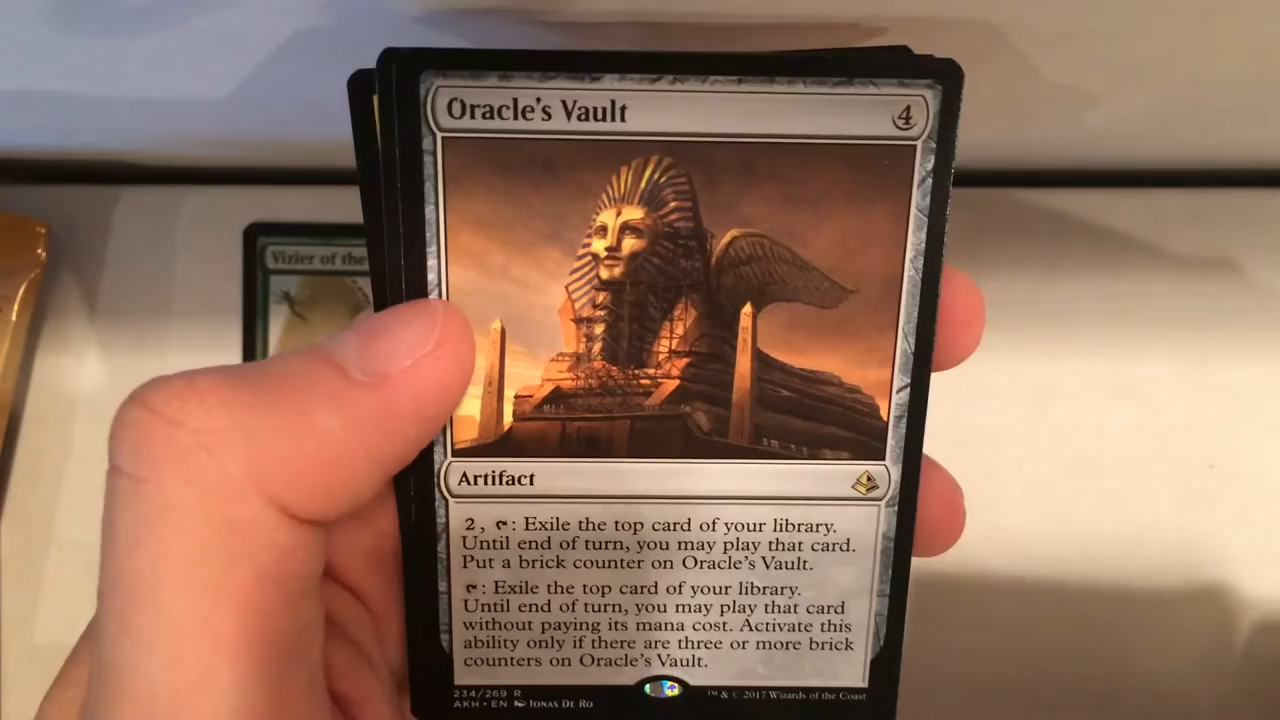 Oracle's Vault
4
Vizier of the
Artifact
2, : Exile the top card of your library.
Until end of turn, you may play that card.
Put a brick counter on Oracle's Vault.
: Exile the top card of your library.
Until end of turn, you may play that card
without paying its mana cost. Activate this
ability only if there are three or more brick
counters on Oracle's Vault.
234/269 R
AKH • EN Jonas De Ro
™ & © 2017 Wizards of the Coast